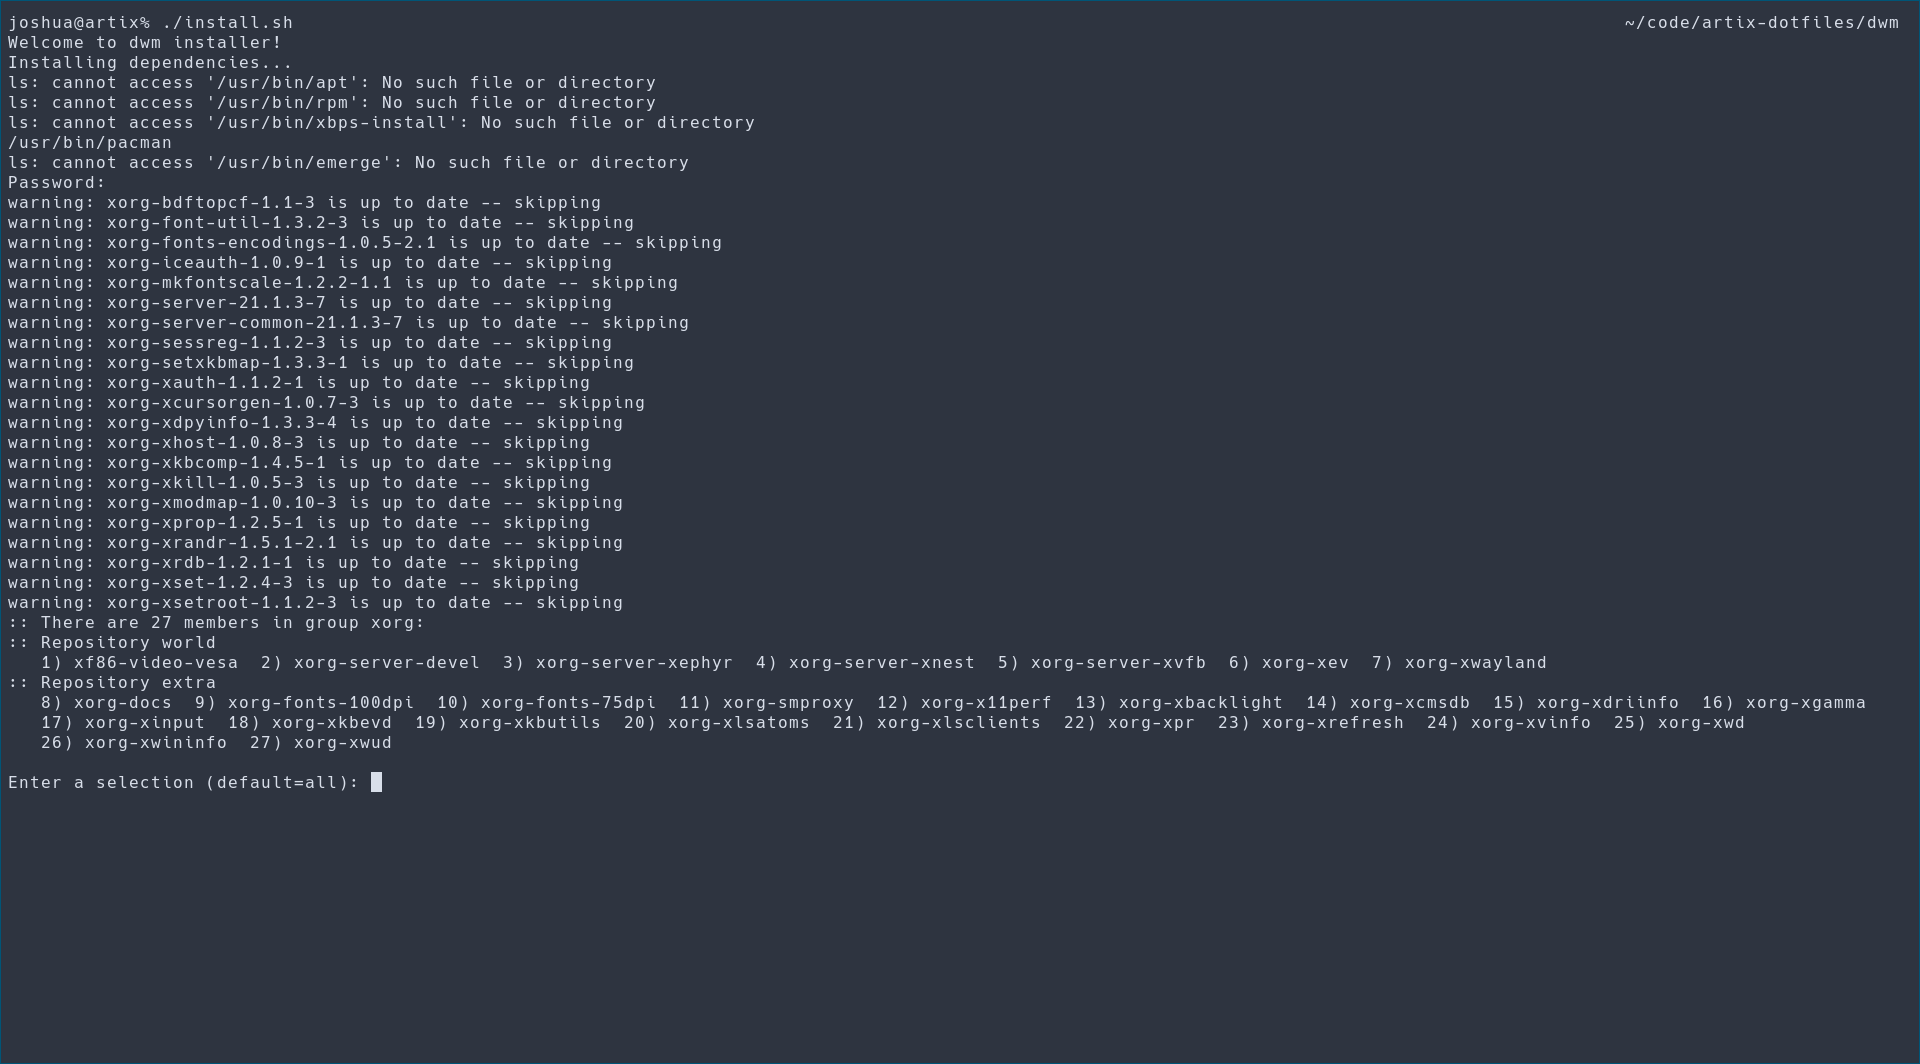 joshua@artix% ./install.sh ~/code/artix-dotfiles/dwm
Welcome to dwm installer!
Installing dependencies...
ls: cannot access '/usr/bin/apt': No such file or directory
ls: cannot access '/usr/bin/rpm': No such file or directory
ls: cannot access '/usr/bin/xbps-install': No such file or directory
/usr/bin/pacman
ls: cannot access '/usr/bin/emerge': No such file or directory
Password:
warning: xorg-bdftopcf-1.1-3 is up to date -- skipping
warning: xorg-font-util-1.3.2-3 is up to date -- skipping
warning: xorg-fonts-encodings-1.0.5-2.1 is up to date -- skipping
warning: xorg-iceauth-1.0.9-1 is up to date -- skipping
warning: xorg-mkfontscale-1.2.2-1.1 is up to date -- skipping
warning: xorg-server-21.1.3-7 is up to date -- skipping
warning: xorg-server-common-21.1.3-7 is up to date -- skipping
warning: xorg-sessreg-1.1.2-3 is up to date -- skipping
warning: xorg-setxkbmap-1.3.3-1 is up to date -- skipping
warning: xorg-xauth-1.1.2-1 is up to date -- skipping
warning: xorg-xcursorgen-1.0.7-3 is up to date -- skipping
warning: xorg-xdpyinfo-1.3.3-4 is up to date -- skipping
warning: xorg-xhost-1.0.8-3 is up to date -- skipping
warning: xorg-xkbcomp-1.4.5-1 is up to date -- skipping
warning: xorg-xkill-1.0.5-3 is up to date -- skipping
warning: xorg-xmodmap-1.0.10-3 is up to date -- skipping
warning: xorg-xprop-1.2.5-1 is up to date -- skipping
warning: xorg-xrandr-1.5.1-2.1 is up to date -- skipping
warning: xorg-xrdb-1.2.1-1 is up to date -- skipping
warning: xorg-xset-1.2.4-3 is up to date -- skipping
warning: xorg-xsetroot-1.1.2-3 is up to date -- skipping
:: There are 27 members in group xorg:
:: Repository world
   1) xf86-video-vesa  2) xorg-server-devel  3) xorg-server-xephyr  4) xorg-server-xnest  5) xorg-server-xvfb  6) xorg-xev  7) xorg-xwayland
:: Repository extra
   8) xorg-docs  9) xorg-fonts-100dpi  10) xorg-fonts-75dpi  11) xorg-smproxy  12) xorg-x11perf  13) xorg-xbacklight  14) xorg-xcmsdb  15) xorg-xdriinfo  16) xorg-xgamma
   17) xorg-xinput  18) xorg-xkbevd  19) xorg-xkbutils  20) xorg-xlsatoms  21) xorg-xlsclients  22) xorg-xpr  23) xorg-xrefresh  24) xorg-xvinfo  25) xorg-xwd
   26) xorg-xwininfo  27) xorg-xwud
Enter a selection (default=all):